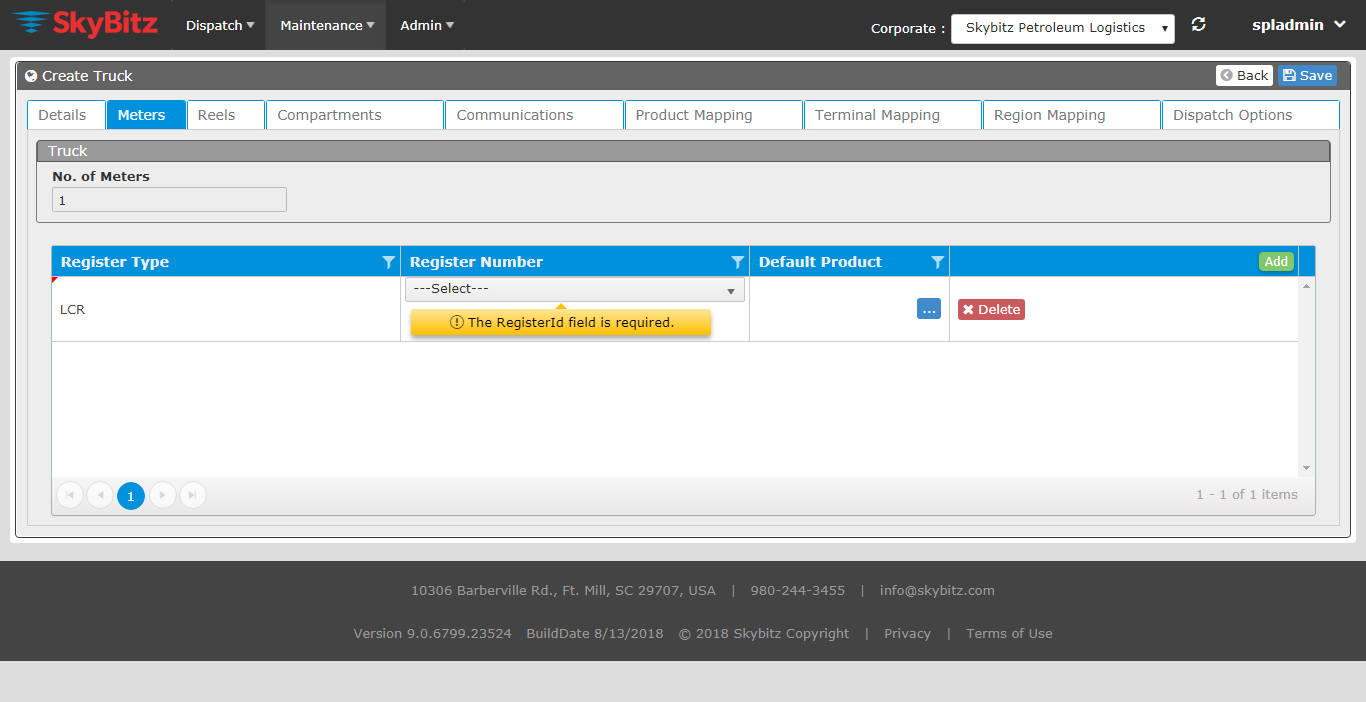 SkyBitz Dispatch Maintenance Admin Corporate : Skybitz Petroleum Logistics spladmin
Create Truck Back Save
Details Meters Reels Compartments Communications Product Mapping Terminal Mapping Region Mapping Dispatch Options
Truck
No. of Meters
1
Register Type Register Number Default Product Add
---Select---
LCR ... Delete
The RegisterId field is required.
1 1 - 1 of 1 items
10306 Barberville Rd., Ft. Mill, SC 29707, USA | 980-244-3455 | info@skybitz.com
Version 9.0.6799.23524 BuildDate 8/13/2018 © 2018 Skybitz Copyright | Privacy | Terms of Use